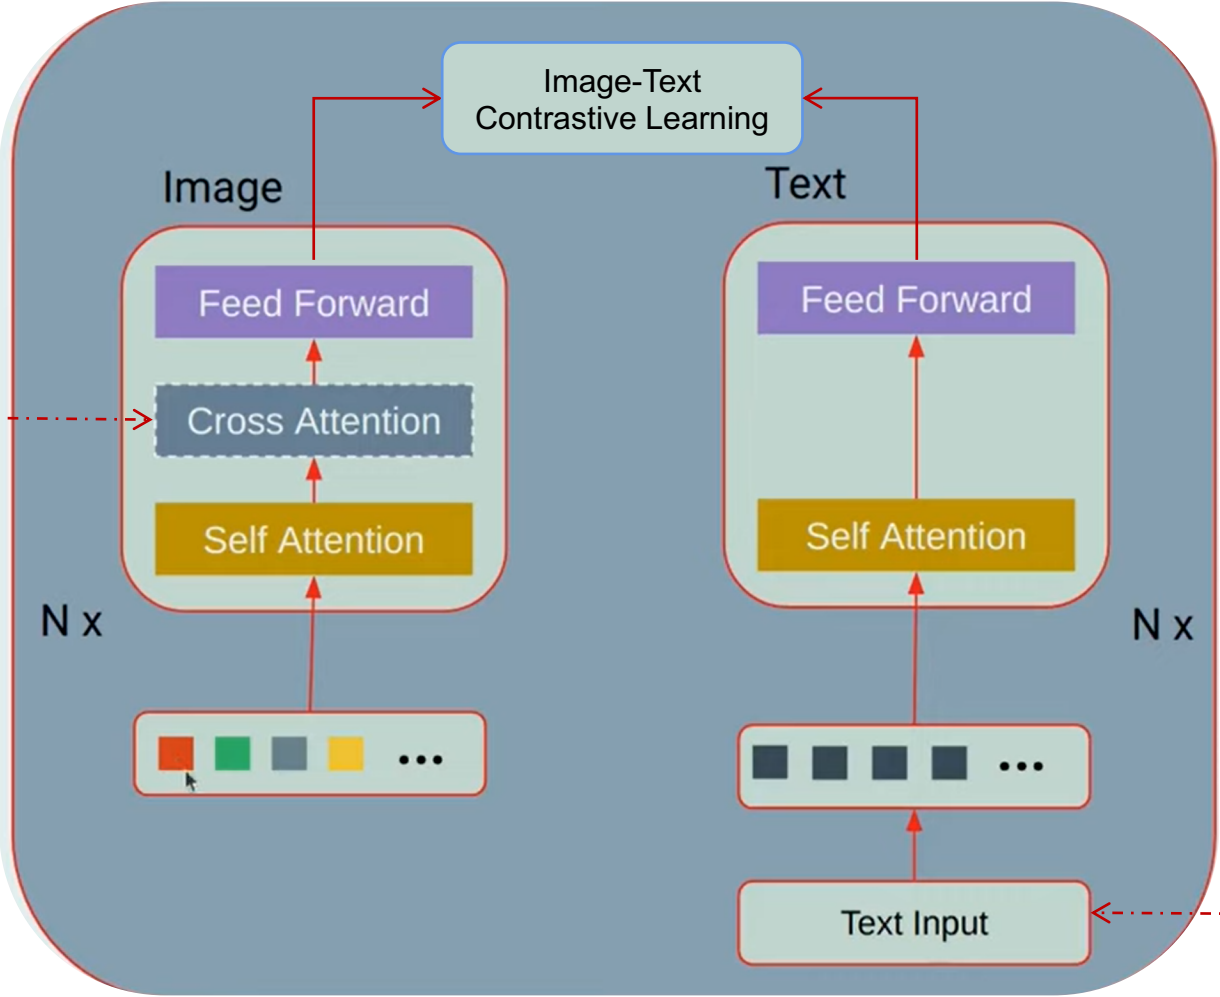 Image-Text
Contrastive Learning
Image
Text
Feed Forward
Feed Forward
Cross Attention
Self Attention
Self Attention
N x
N x
...
...
Text Input